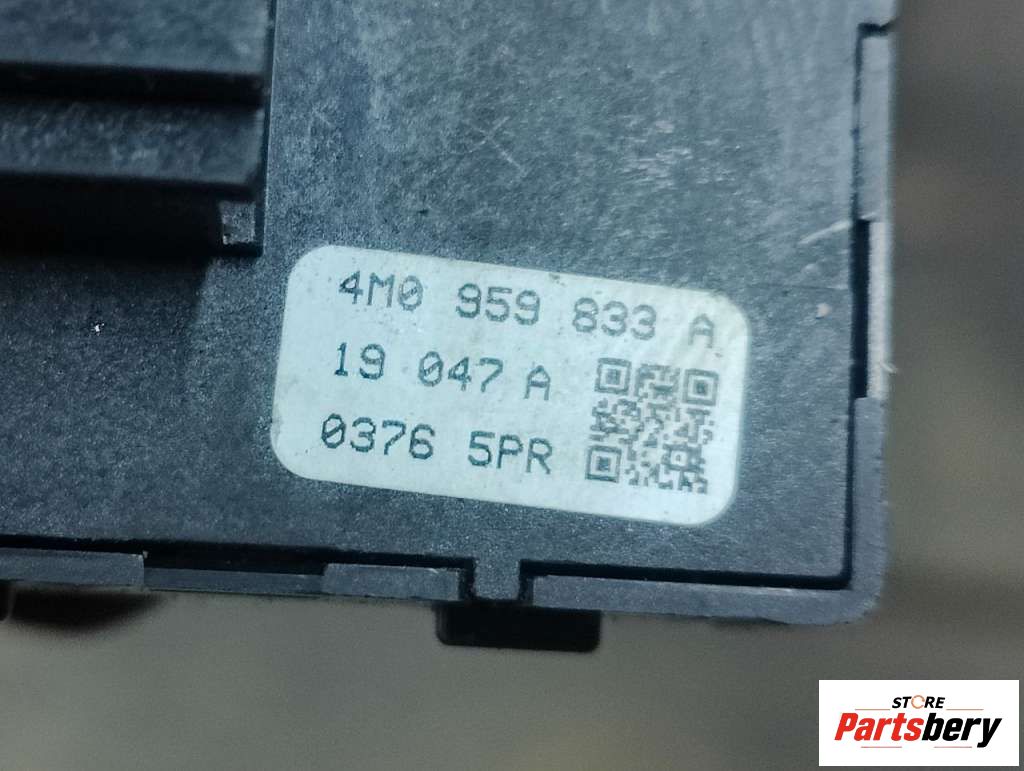 4M0 959 833 A
19 047 A
0376 5PR
STORE
Partsbery